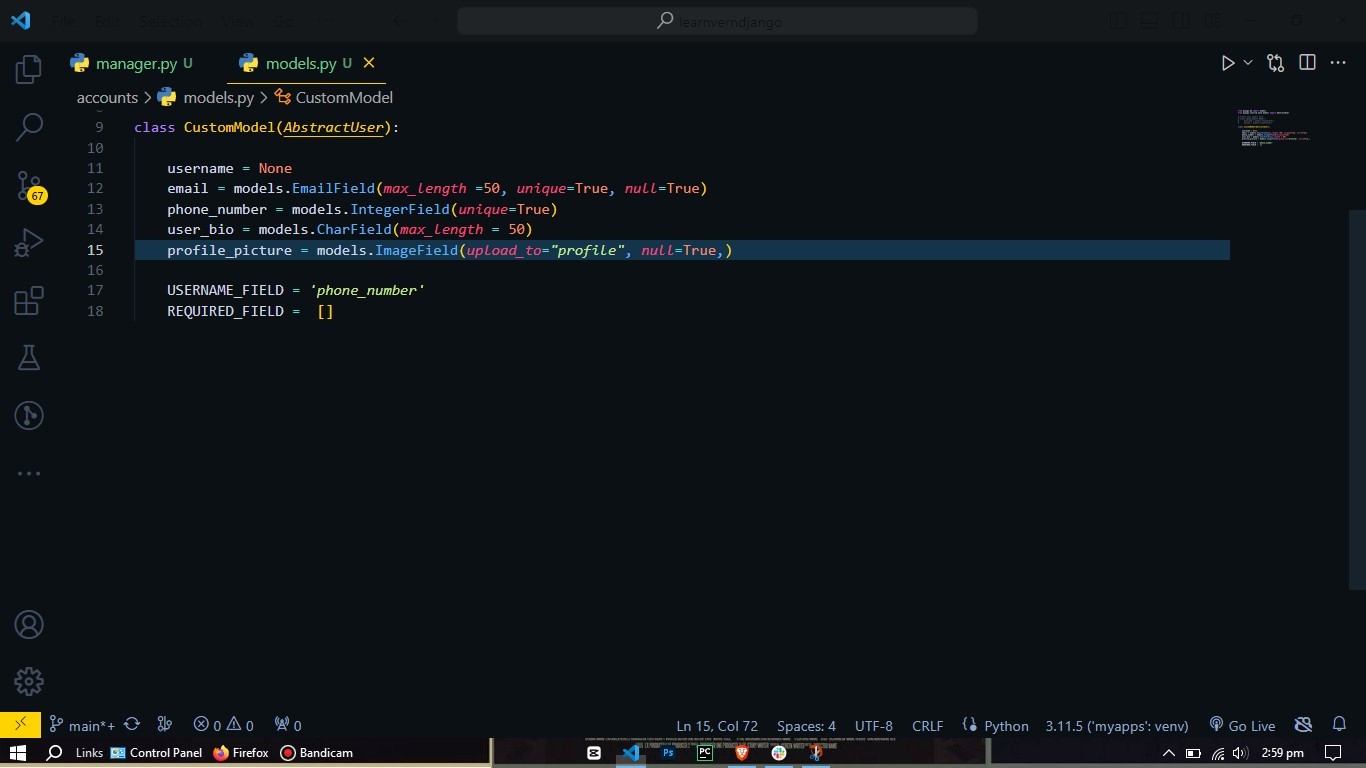 File Edit Selection View Go
learnverndjango
manager.py U
models.py U
accounts > models.py > CustomModel
9 class CustomModel(AbstractUser):
10
11 username = None
12 email = models.EmailField(max_length =50, unique=True, null=True)
13 phone_number = models.IntegerField(unique=True)
14 user_bio = models.CharField(max_length = 50)
15 profile_picture = models.ImageField(upload_to="profile", null=True,)
16
17 USERNAME_FIELD = 'phone_number'
18 REQUIRED_FIELD =  []
67
main*+ 0 0 0 Ln 15, Col 72 Spaces: 4 UTF-8 CRLF Python 3.11.5 ('myapps': venv) Go Live
Links Control Panel Firefox Bandicam Ps PC 2:59 pm